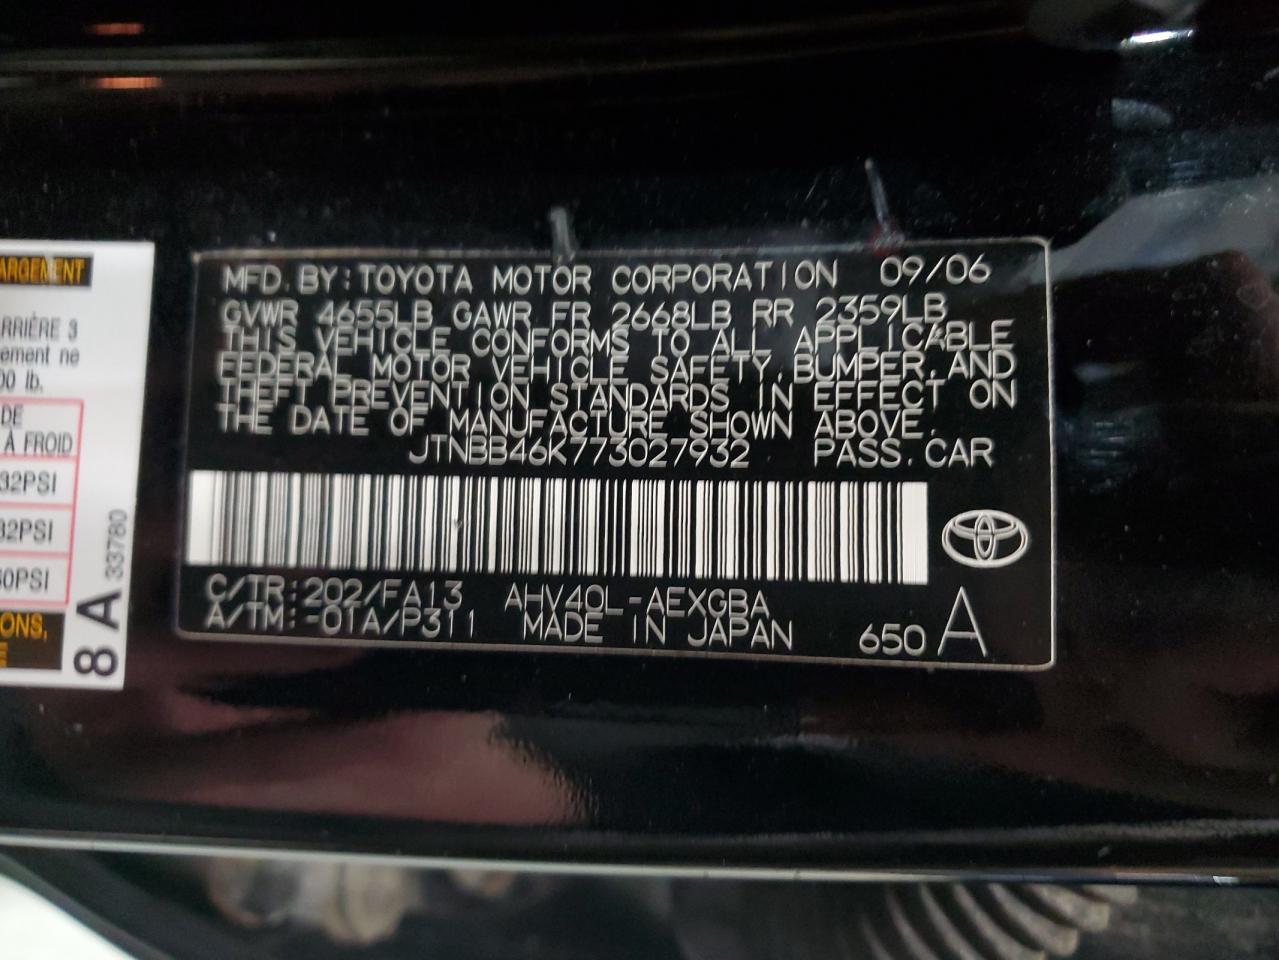 MFD. BY: TOYOTA MOTOR CORPORATION 09/06
GVWR 4655LB GAWR FR 2668LB RR 2359LB
THIS VEHICLE CONFORMS TO ALL APPLICABLE
FEDERAL MOTOR VEHICLE SAFETY, BUMPER, AND
THEFT PREVENTION STANDARDS IN EFFECT ON
THE DATE OF MANUFACTURE SHOWN ABOVE.
JTNBB46K773027932 PASS. CAR
C/TR: 202/FA13 AHV40L-AEXGBA
A/TM: -01A/P311 MADE IN JAPAN 650 A
ARGEMENT
RRIÈRE 3
ement ne
00 lb.
DE
À FROID
32PSI
32PSI
60PSI
ONS,
E
8 A 33780